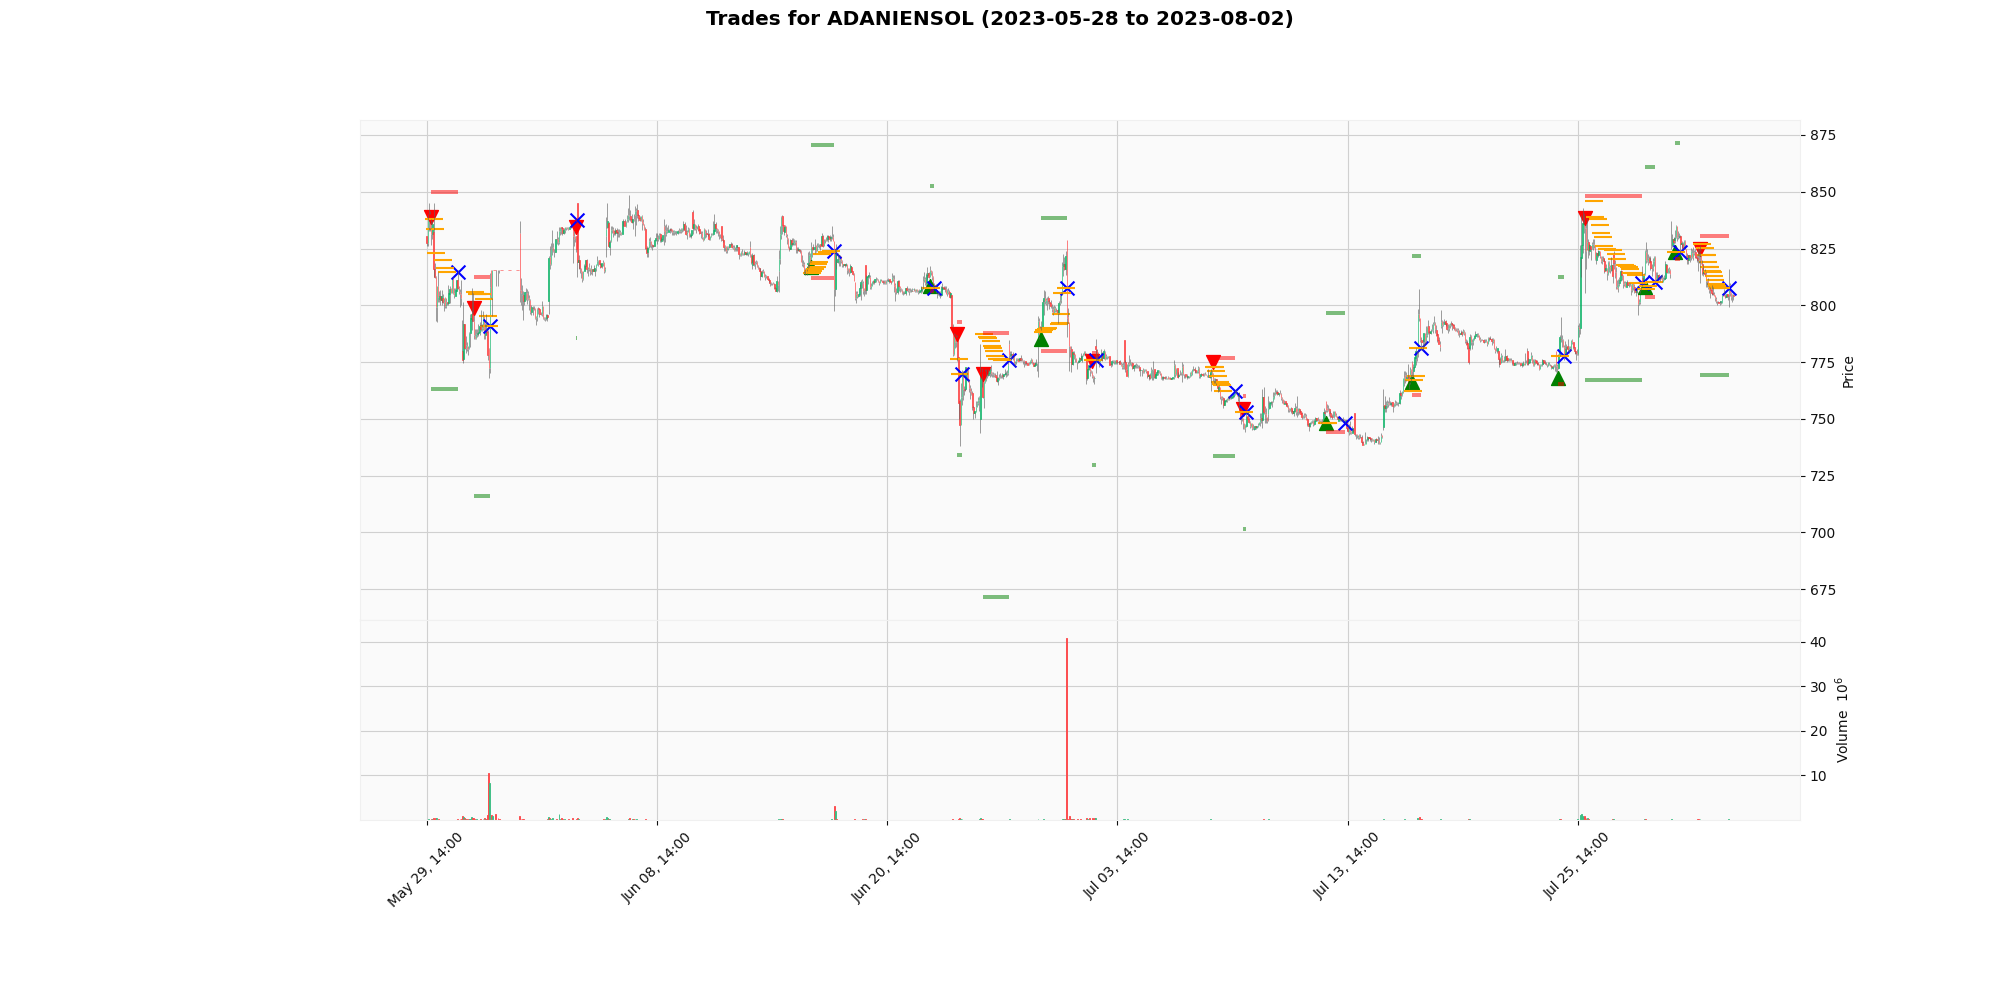 Trades for ADANIENSOL (2023-05-28 to 2023-08-02)
875
850
825
800
775
750
725
700
675
Price
40
30
20
10
Volume 10^6
May 29, 14:00
Jun 08, 14:00
Jun 20, 14:00
Jul 03, 14:00
Jul 13, 14:00
Jul 25, 14:00